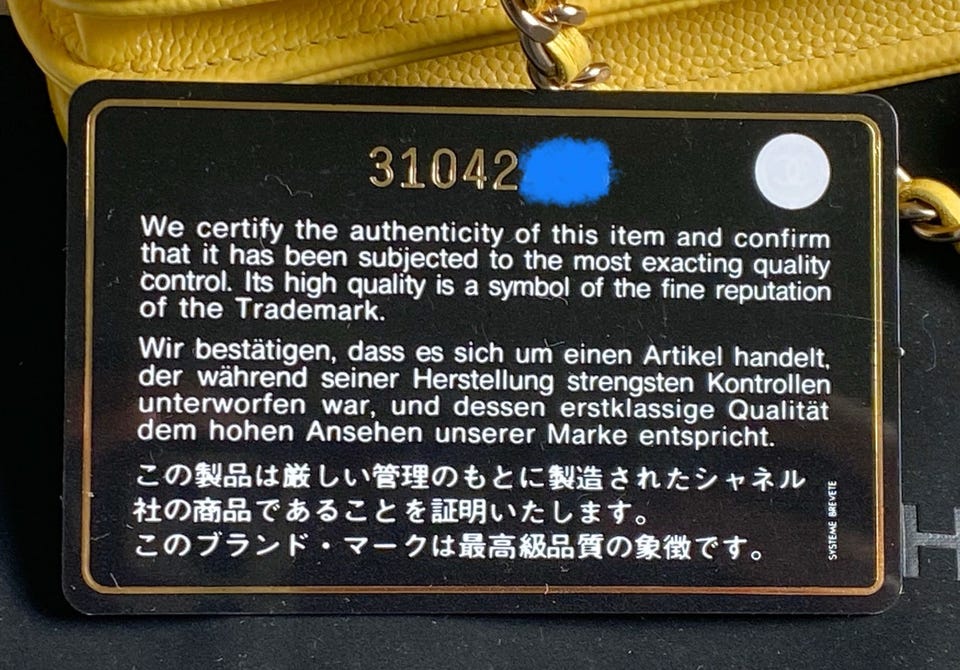 31042
We certify the authenticity of this item and confirm
that it has been subjected to the most exacting quality
control. Its high quality is a symbol of the fine reputation
of the Trademark.
Wir bestätigen, dass es sich um einen Artikel handelt,
der während seiner Herstellung strengsten Kontrollen
unterworfen war, und dessen erstklassige Qualität
dem hohen Ansehen unserer Marke entspricht.
この製品は厳しい管理のもとに製造されたシャネル
社の商品であることを証明いたします。
このブランド・マークは最高級品質の象徴です。
SYSTEME BREVETE
H